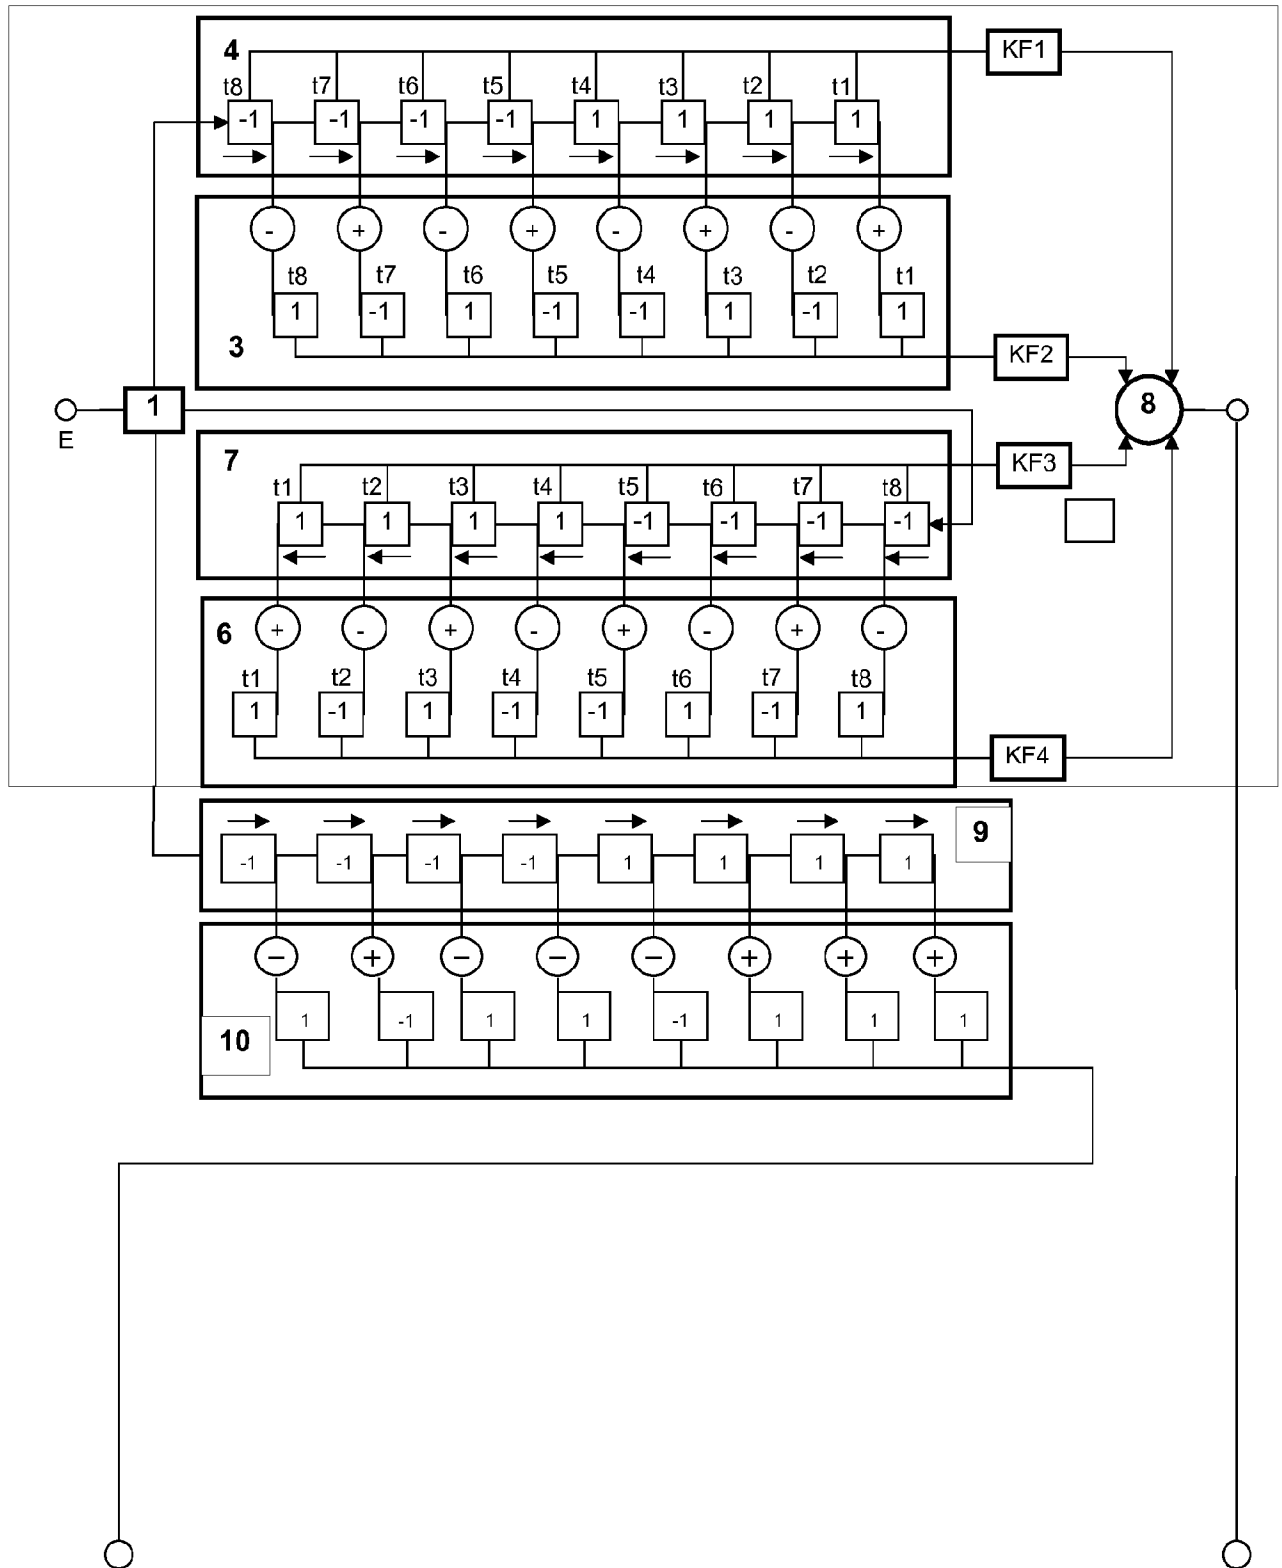 4 KF1
t8 t7 t6 t5 t4 t3 t2 t1
-1 -1 -1 -1 1 1 1 1
- + - + - + - +
t8 t7 t6 t5 t4 t3 t2 t1
1 -1 1 -1 -1 1 -1 1
3 KF2
1 8
E
7 KF3
t1 t2 t3 t4 t5 t6 t7 t8
1 1 1 1 -1 -1 -1 -1
6 + - + - + - + -
t1 t2 t3 t4 t5 t6 t7 t8
1 -1 1 -1 -1 1 -1 1
KF4
9
-1 -1 -1 -1 1 1 1 1
− + − − − + + +
1 -1 1 1 -1 1 1 1
10